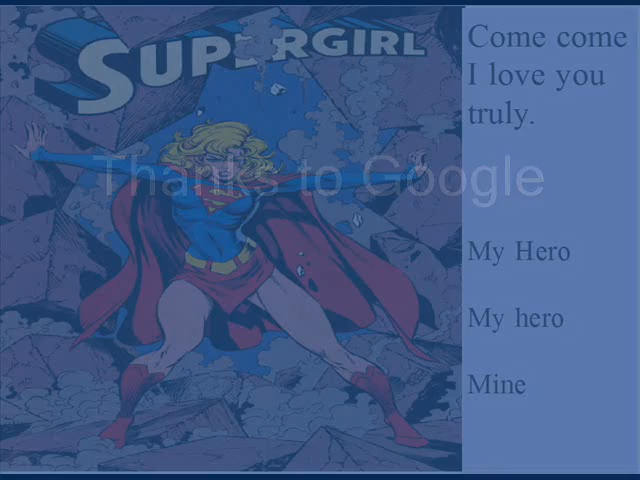 SUPERGIRL
Come come
I love you
truly.
Thanks to Google
My Hero
My hero
Mine